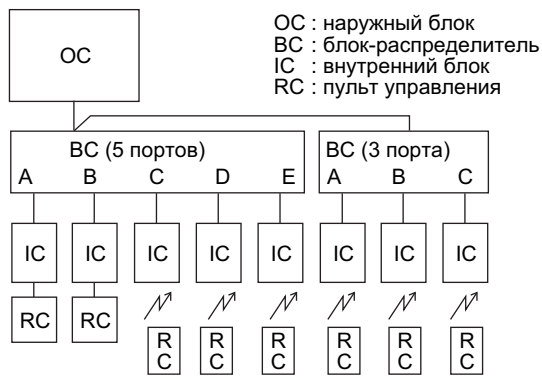 OC
OC : наружный блок
BC : блок-распределитель
IC : внутренний блок
RC : пульт управления
BC (5 портов)
A B C D E
BC (3 порта)
A B C
IC IC IC IC IC IC IC IC
RC RC
R R R R R R
C C C C C C